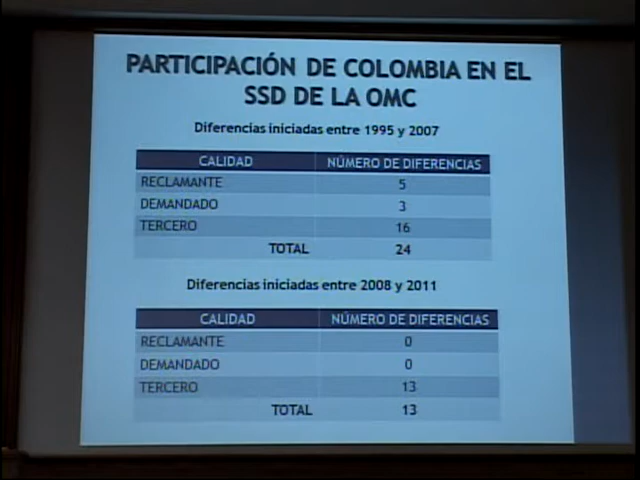 PARTICIPACIÓN DE COLOMBIA EN EL
SSD DE LA OMC
Diferencias iniciadas entre 1995 y 2007
CALIDAD NÚMERO DE DIFERENCIAS
RECLAMANTE 5
DEMANDADO 3
TERCERO 16
TOTAL 24
Diferencias iniciadas entre 2008 y 2011
CALIDAD NÚMERO DE DIFERENCIAS
RECLAMANTE 0
DEMANDADO 0
TERCERO 13
TOTAL 13